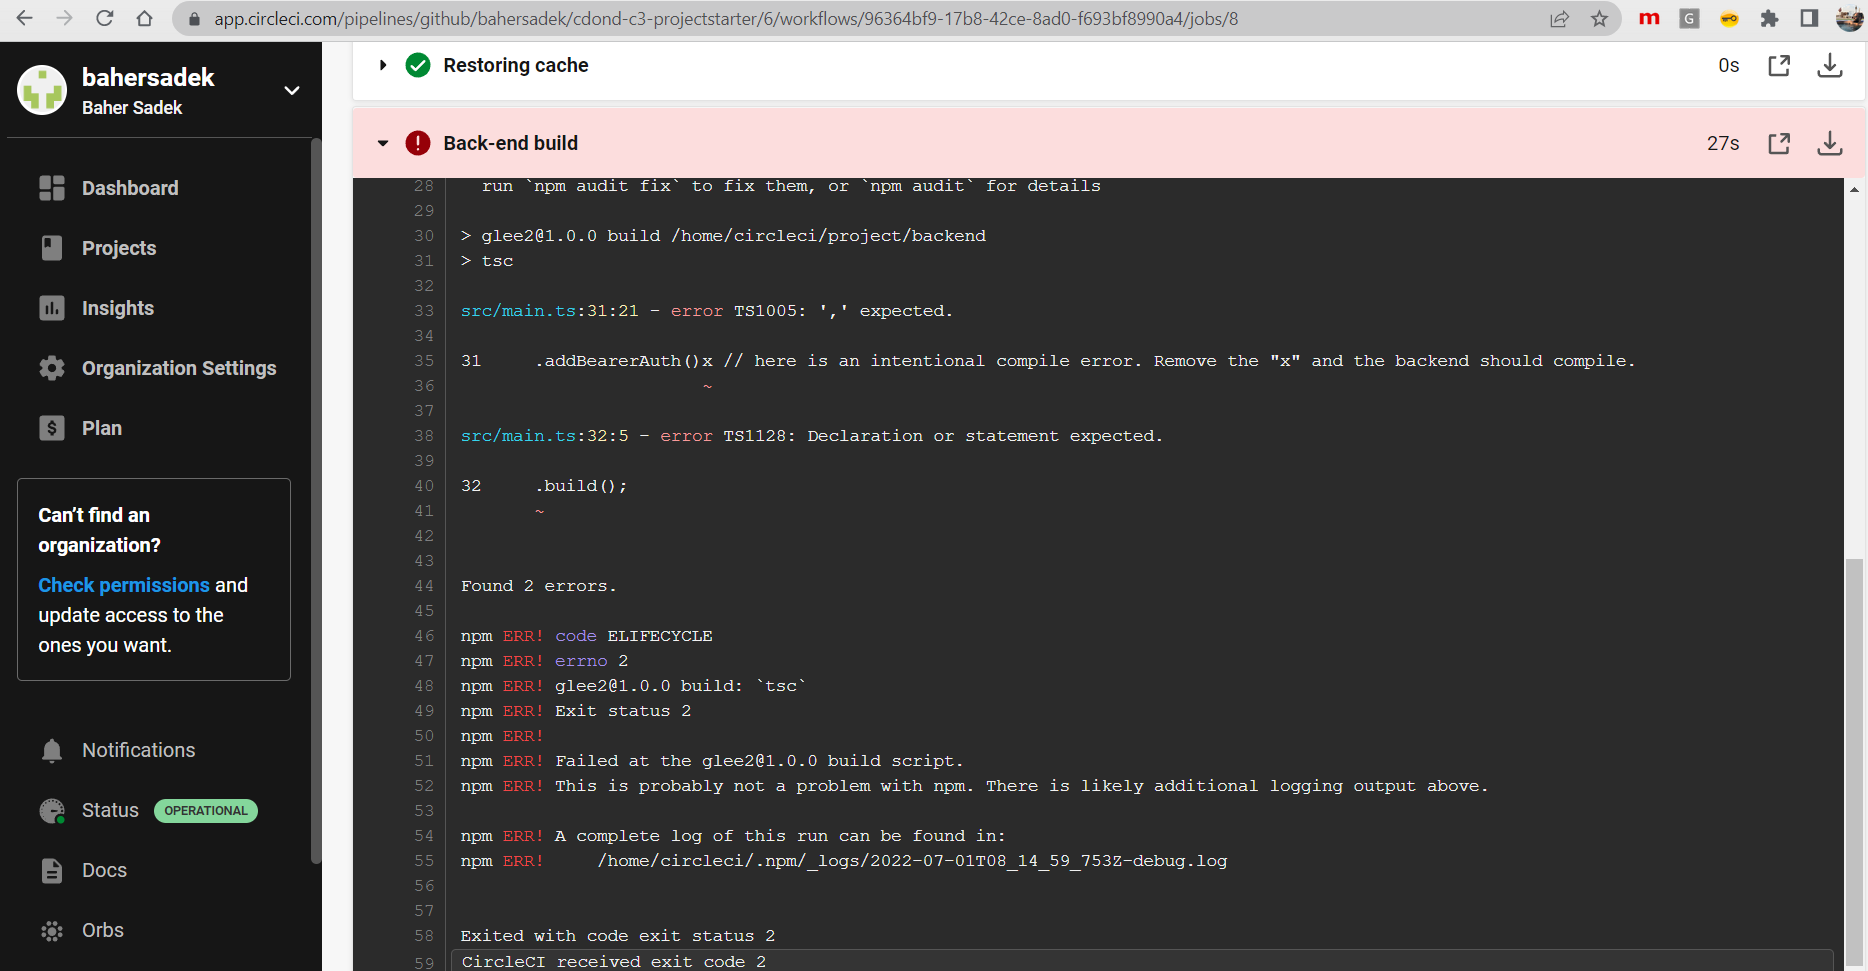 app.circleci.com/pipelines/github/bahersadek/cdond-c3-projectstarter/6/workflows/96364bf9-17b8-42ce-8ad0-f693bf8990a4/jobs/8
m
G
bahersadek
Baher Sadek
Dashboard
Projects
Insights
Organization Settings
$
Plan
Can’t find an
organization?
Check permissions and
update access to the
ones you want.
Notifications
Status OPERATIONAL
Docs
Orbs
Restoring cache 0s
! Back-end build 27s
28 run `npm audit fix` to fix them, or `npm audit` for details
29
30 > glee2@1.0.0 build /home/circleci/project/backend
31 > tsc
32
33 src/main.ts:31:21 - error TS1005: ',' expected.
34
35 31     .addBearerAuth()x // here is an intentional compile error. Remove the "x" and the backend should compile.
36 ~
37
38 src/main.ts:32:5 - error TS1128: Declaration or statement expected.
39
40 32     .build();
41 ~
42
43
44 Found 2 errors.
45
46 npm ERR! code ELIFECYCLE
47 npm ERR! errno 2
48 npm ERR! glee2@1.0.0 build: `tsc`
49 npm ERR! Exit status 2
50 npm ERR!
51 npm ERR! Failed at the glee2@1.0.0 build script.
52 npm ERR! This is probably not a problem with npm. There is likely additional logging output above.
53
54 npm ERR! A complete log of this run can be found in:
55 npm ERR!     /home/circleci/.npm/_logs/2022-07-01T08_14_59_753Z-debug.log
56
57
58 Exited with code exit status 2
59 CircleCI received exit code 2